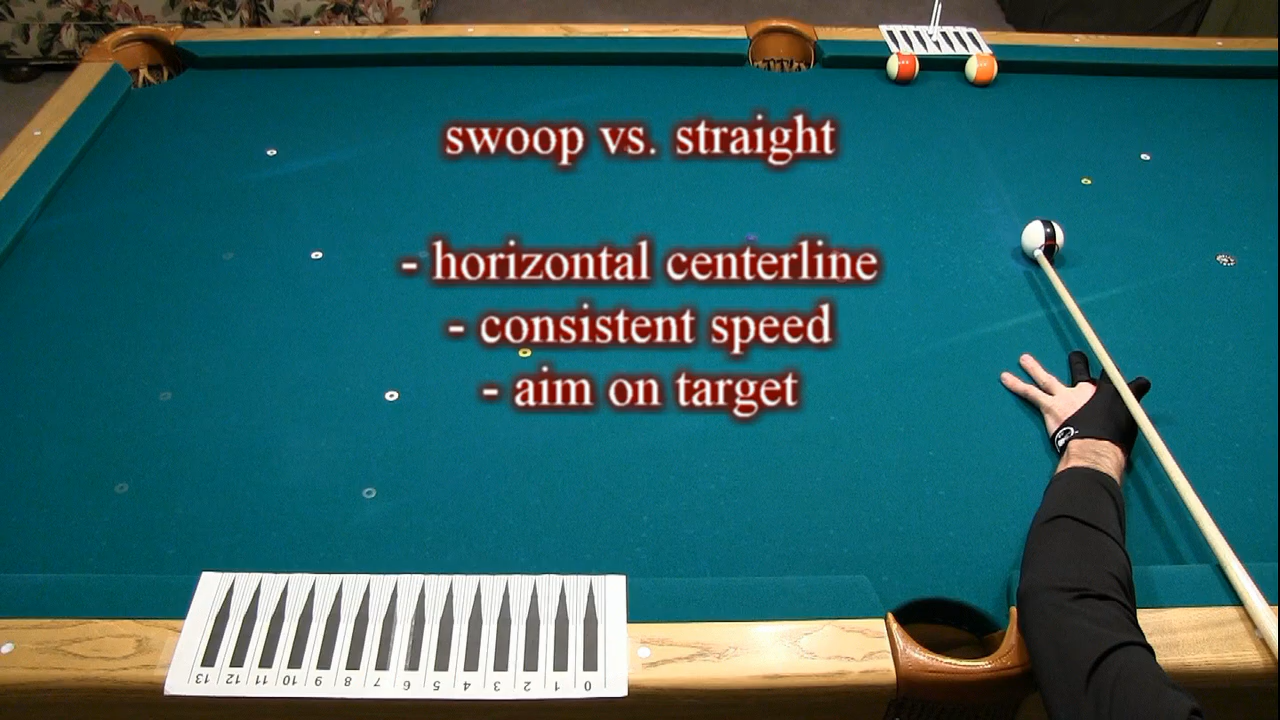 swoop vs. straight
- horizontal centerline
- consistent speed
- aim on target
13 12 11 10 9 8 7 6 5 4 3 2 1 0